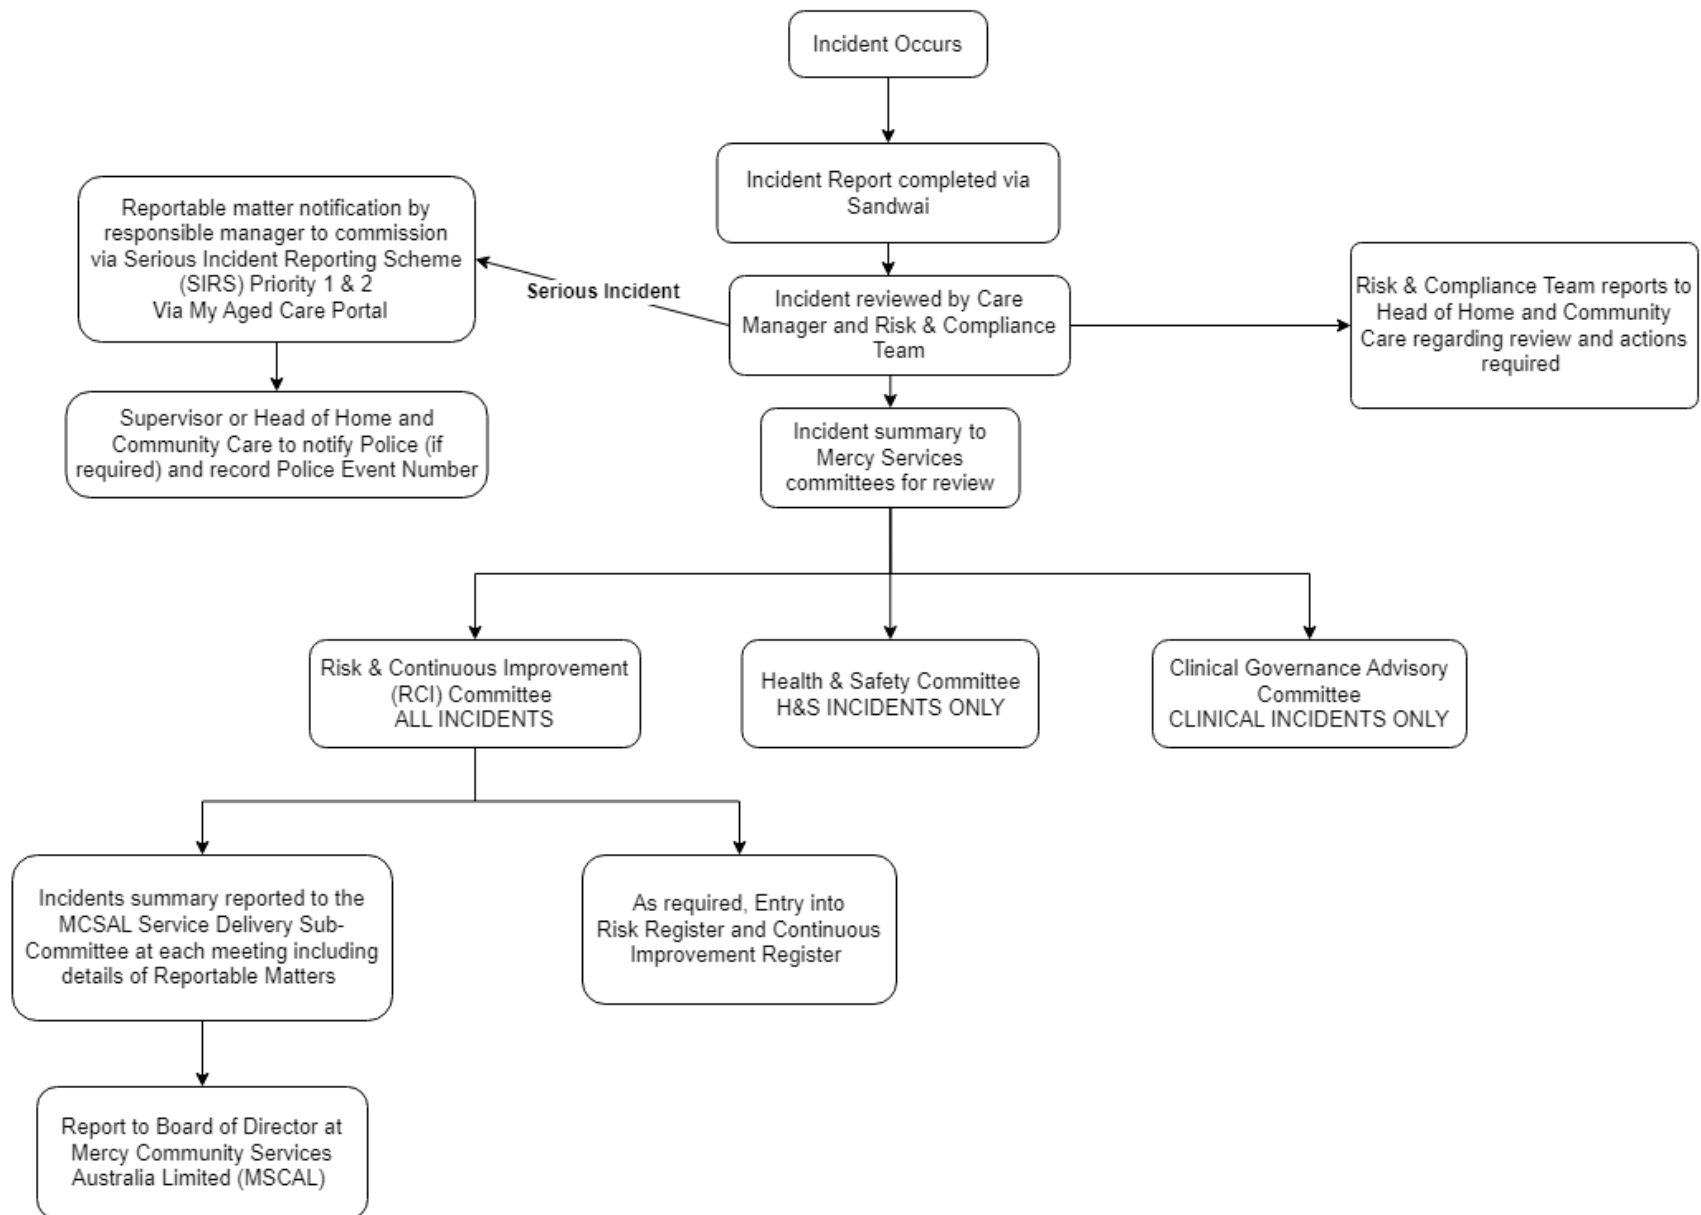 Incident Occurs
Incident Report completed via
Sandwai
Reportable matter notification by
responsible manager to commission
via Serious Incident Reporting Scheme
(SIRS) Priority 1 & 2
Via My Aged Care Portal
Serious Incident
Incident reviewed by Care
Manager and Risk & Compliance
Team
Risk & Compliance Team reports to
Head of Home and Community
Care regarding review and actions
required
Supervisor or Head of Home and
Community Care to notify Police (if
required) and record Police Event Number
Incident summary to
Mercy Services
committees for review
Risk & Continuous Improvement
(RCI) Committee
ALL INCIDENTS
Health & Safety Committee
H&S INCIDENTS ONLY
Clinical Governance Advisory
Committee
CLINICAL INCIDENTS ONLY
Incidents summary reported to the
MCSAL Service Delivery Sub-
Committee at each meeting including
details of Reportable Matters
As required, Entry into
Risk Register and Continuous
Improvement Register
Report to Board of Director at
Mercy Community Services
Australia Limited (MSCAL)